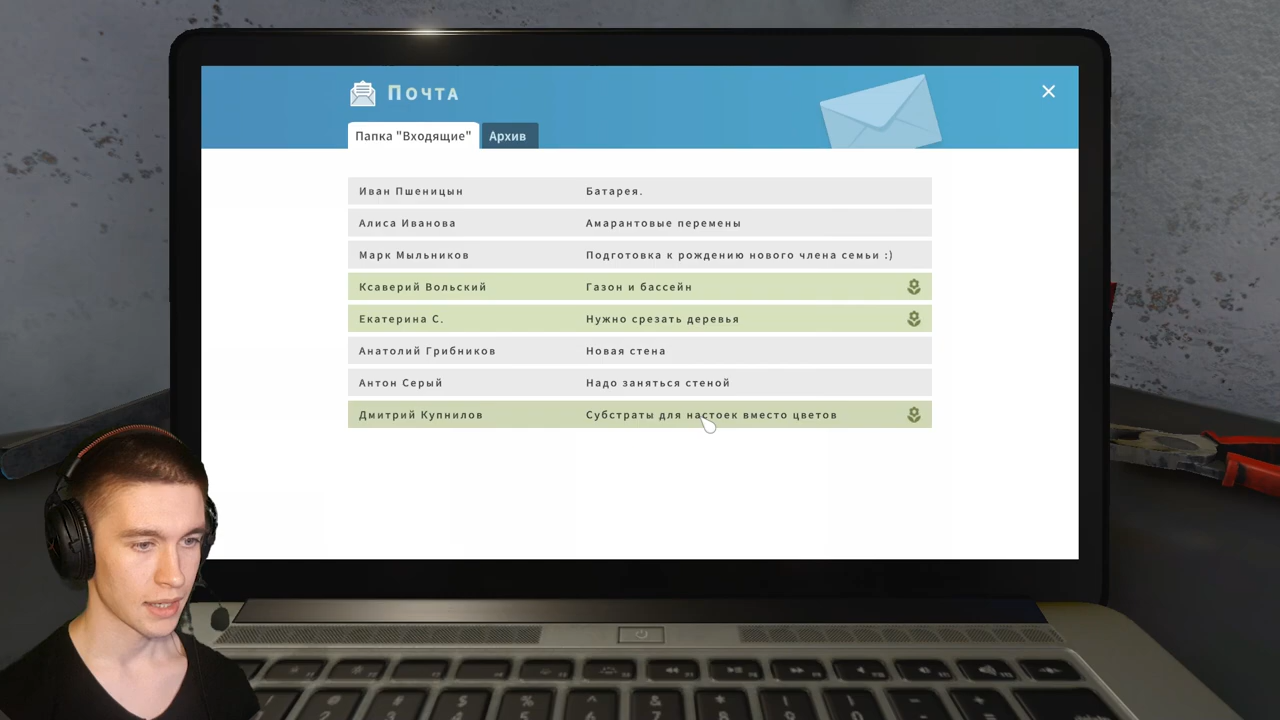 Почта
Папка "Входящие" Архив
Иван Пшеницын Батарея.
Алиса Иванова Амарантовые перемены
Марк Мыльников Подготовка к рождению нового члена семьи :)
Ксаверий Вольский Газон и бассейн
Екатерина С. Нужно срезать деревья
Анатолий Грибников Новая стена
Антон Серый Надо заняться стеной
Дмитрий Купнилов Субстраты для настоек вместо цветов